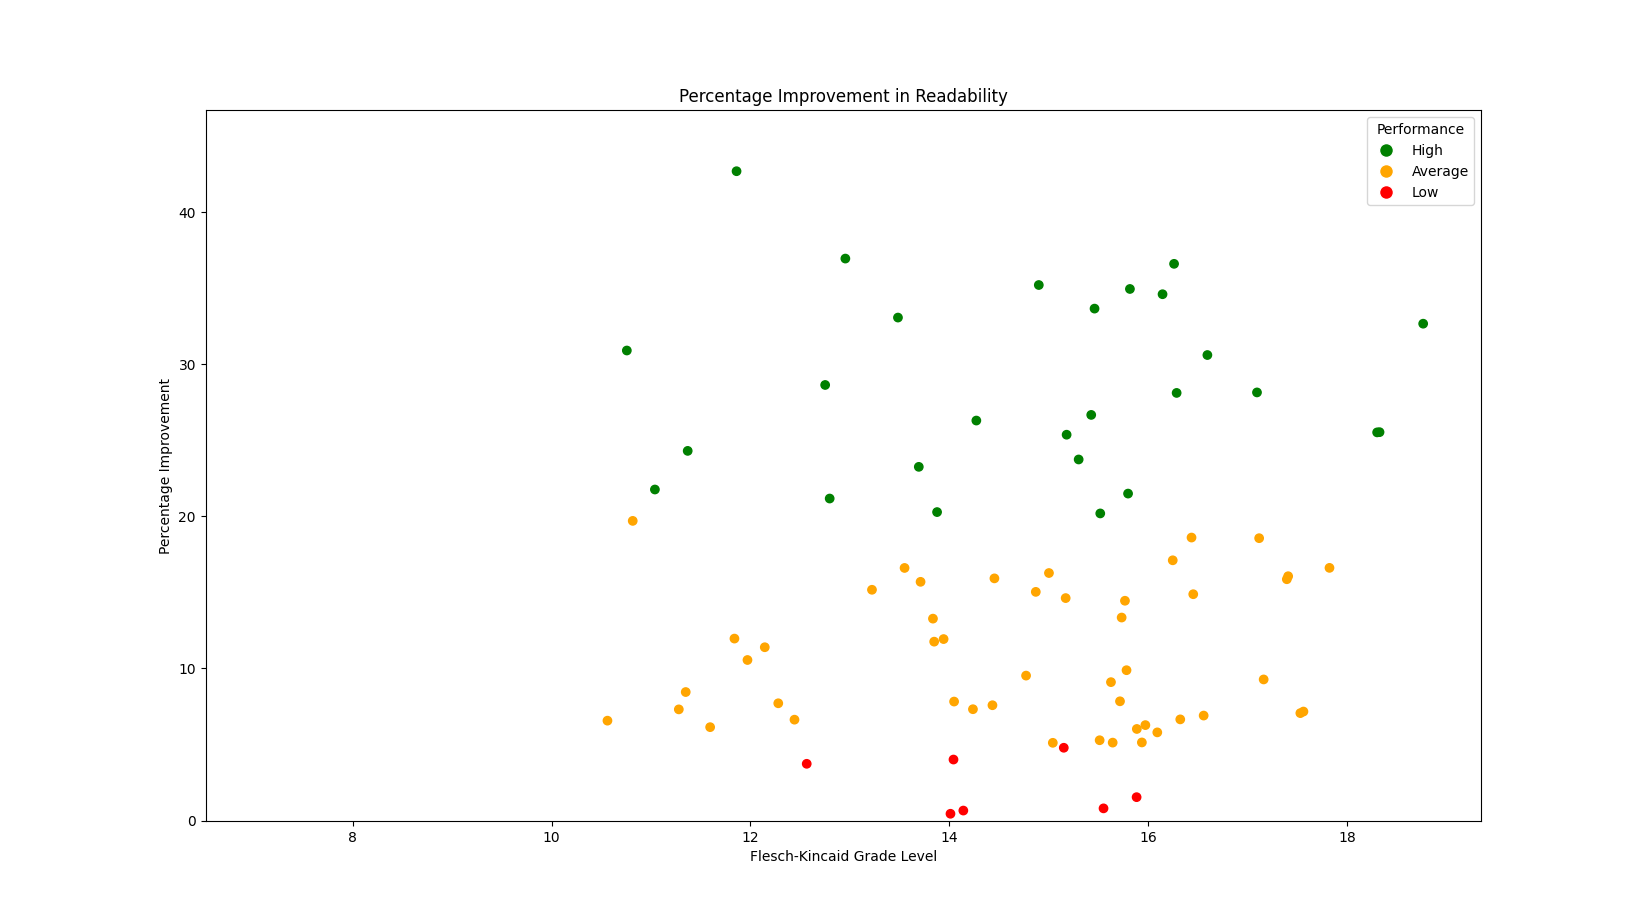 Percentage Improvement in Readability
Performance
High
Average
Low
Percentage Improvement
40
30
20
10
0
8 10 12 14 16 18
Flesch-Kincaid Grade Level